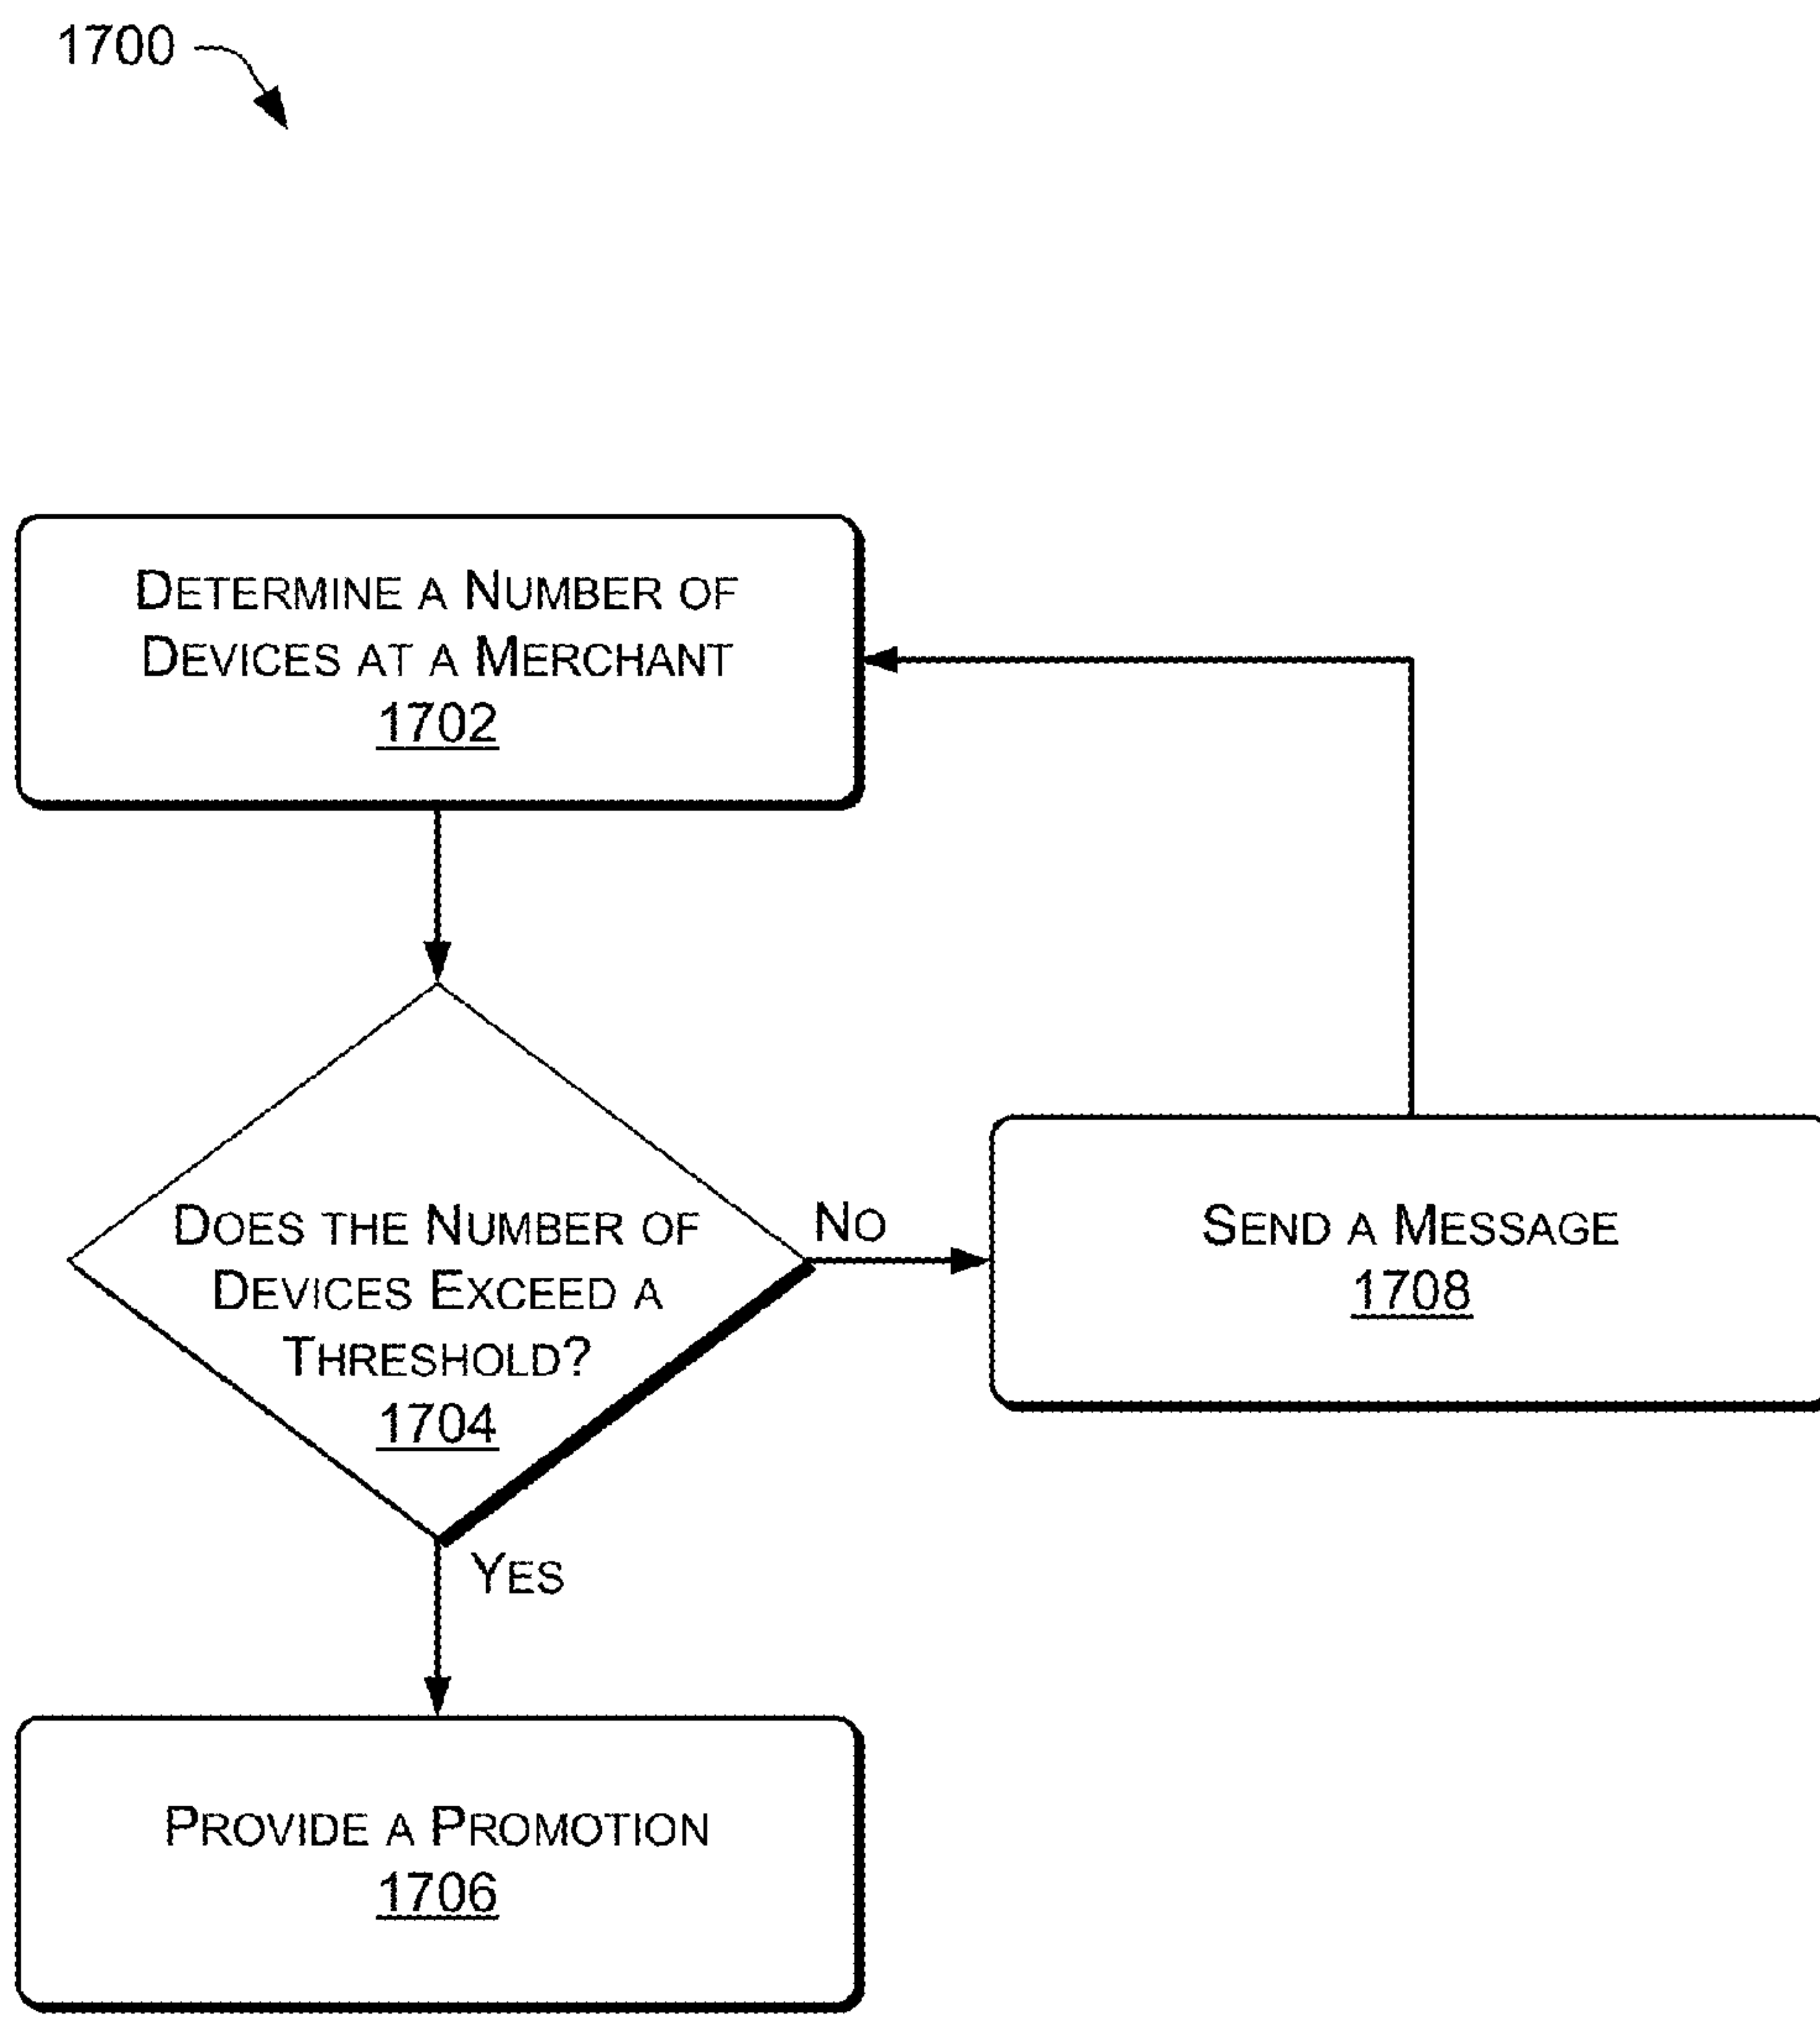 1700
DETERMINE A NUMBER OF
DEVICES AT A MERCHANT
1702
DOES THE NUMBER OF
DEVICES EXCEED A
THRESHOLD?
1704
NO
SEND A MESSAGE
1708
YES
PROVIDE A PROMOTION
1706